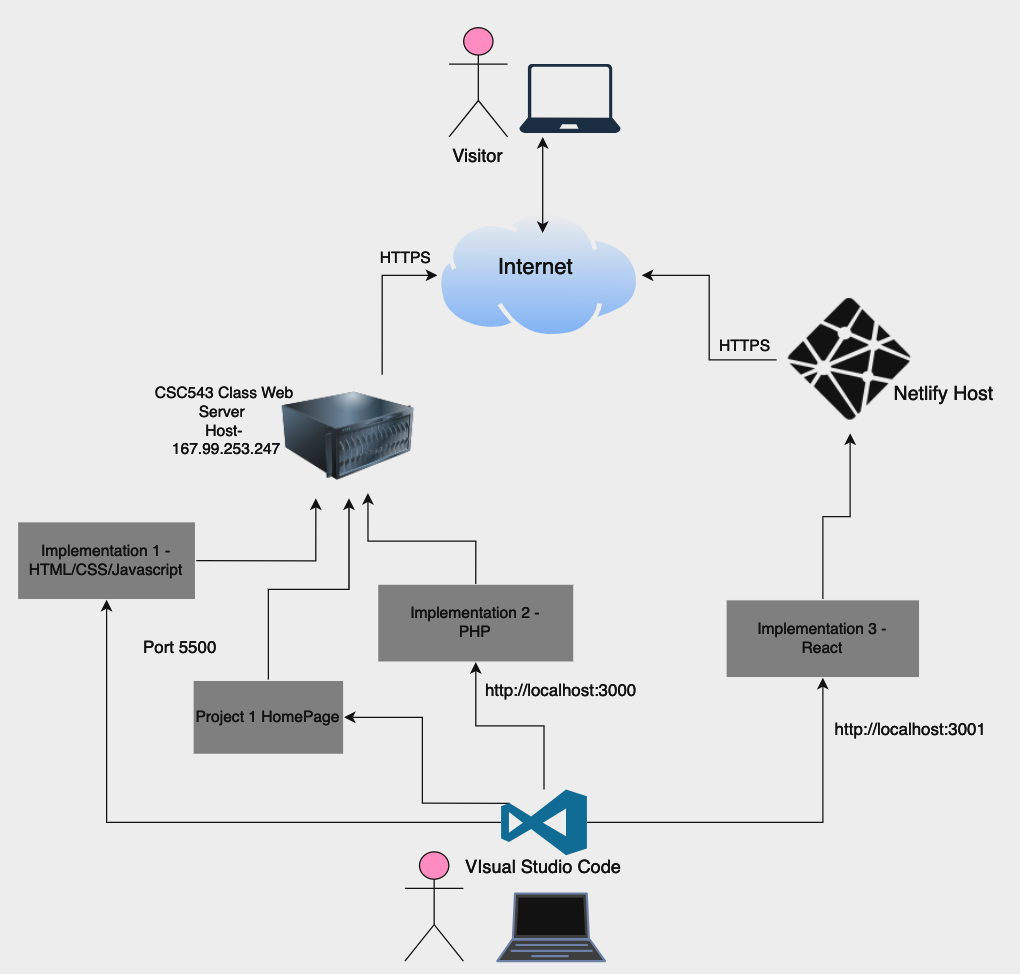 Visitor
Internet
HTTPS
HTTPS
Netlify Host
CSC543 Class Web
Server
Host-
167.99.253.247
Implementation 1 -
HTML/CSS/Javascript
Implementation 2 -
PHP
Implementation 3 -
React
Port 5500
http://localhost:3000
Project 1 HomePage
http://localhost:3001
VIsual Studio Code